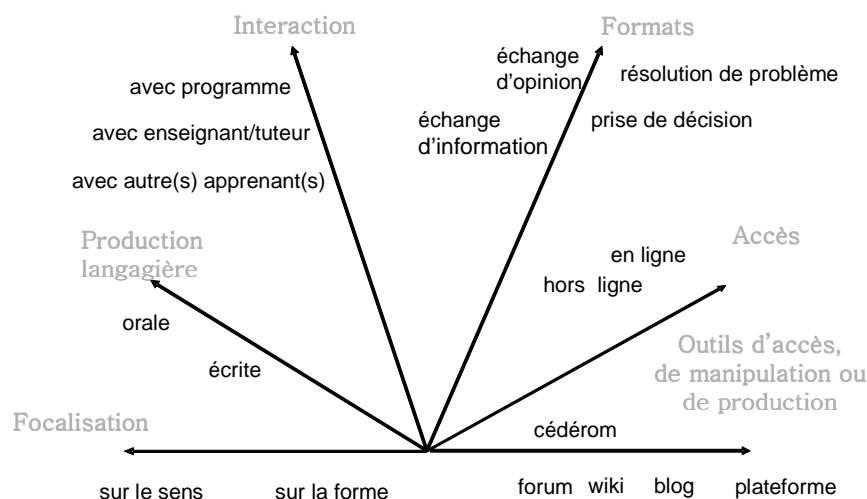 Interaction
Formats
échange
d'opinion
résolution de problème
avec programme
échange
d'information
prise de décision
avec enseignant/tuteur
avec autre(s) apprenant(s)
Production
langagière
Accès
en ligne
hors ligne
orale
écrite
Outils d'accès,
de manipulation ou
de production
Focalisation
cédérom
sur le sens
sur la forme
forum wiki blog plateforme